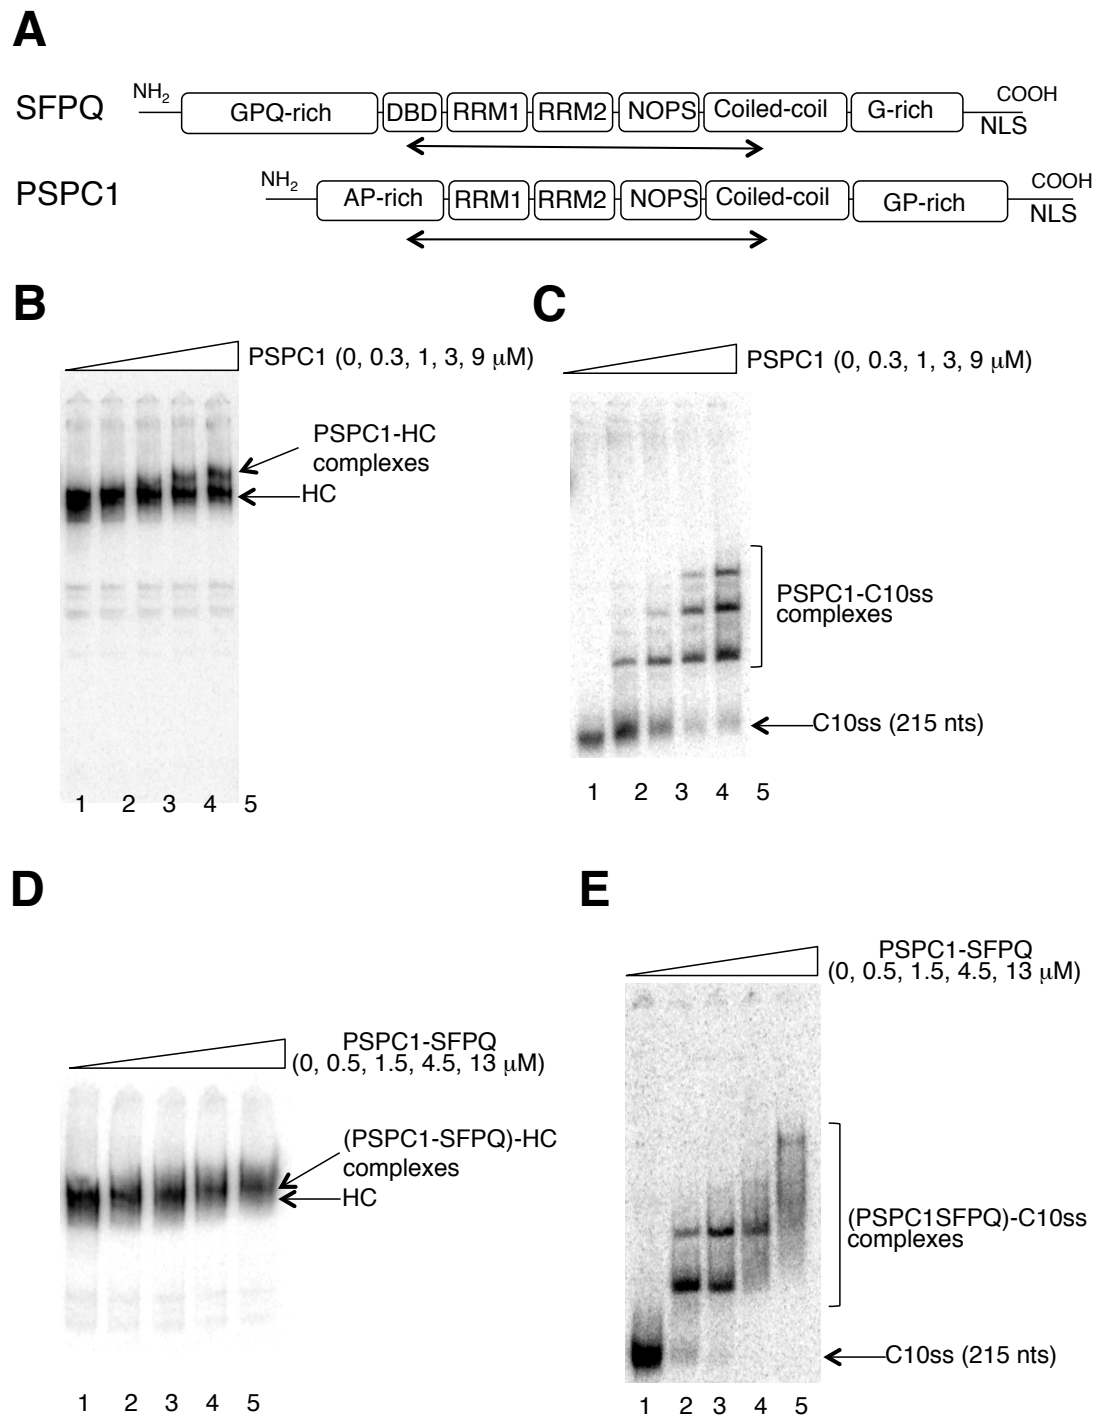 A
SFPQ
NH2
GPQ-rich
DBD
RRM1
RRM2
NOPS
Coiled-coil
G-rich
COOH
NLS
PSPC1
NH2
AP-rich
RRM1
RRM2
NOPS
Coiled-coil
GP-rich
COOH
NLS
B
PSPC1 (0, 0.3, 1, 3, 9 μM)
PSPC1-HC
complexes
HC
1 2 3 4 5
C
PSPC1 (0, 0.3, 1, 3, 9 μM)
PSPC1-C10ss
complexes
C10ss (215 nts)
1 2 3 4 5
D
PSPC1-SFPQ
(0, 0.5, 1.5, 4.5, 13 μM)
(PSPC1-SFPQ)-HC
complexes
HC
1 2 3 4 5
E
PSPC1-SFPQ
(0, 0.5, 1.5, 4.5, 13 μM)
(PSPC1SFPQ)-C10ss
complexes
C10ss (215 nts)
1 2 3 4 5